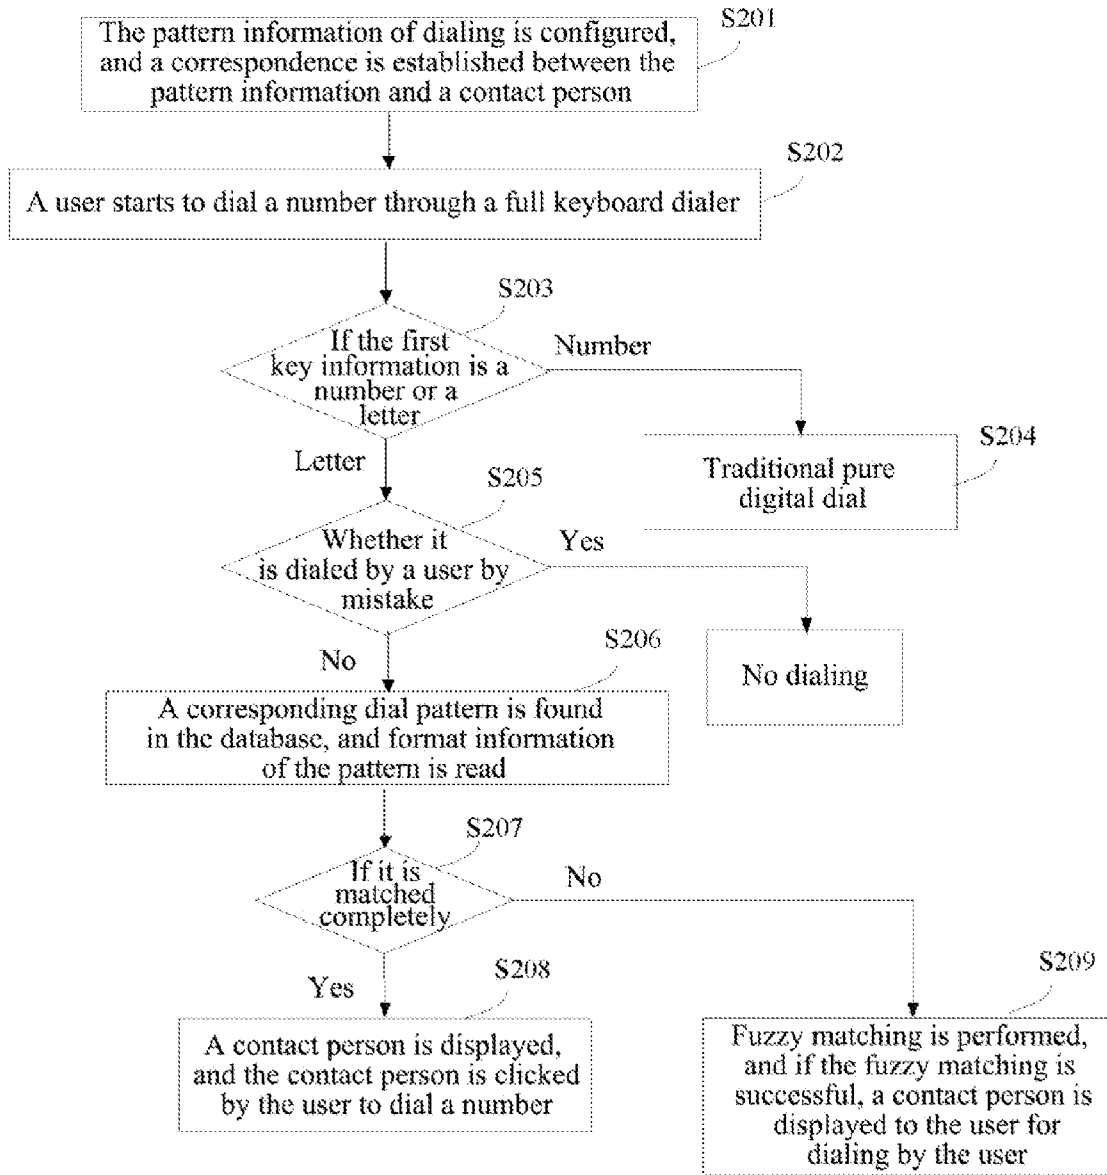 S201
The pattern information of dialing is configured,
and a correspondence is established between the
pattern information and a contact person
S202
A user starts to dial a number through a full keyboard dialer
S203
If the first
key information is a
number or a
letter
Number
Letter
S204
Traditional pure
digital dial
S205
Whether it
is dialed by a user by
mistake
Yes
No
No dialing
S206
A corresponding dial pattern is found
in the database, and format information
of the pattern is read
S207
If it is
matched
completely
No
Yes
S208
A contact person is displayed,
and the contact person is clicked
by the user to dial a number
S209
Fuzzy matching is performed,
and if the fuzzy matching is
successful, a contact person is
displayed to the user for
dialing by the user